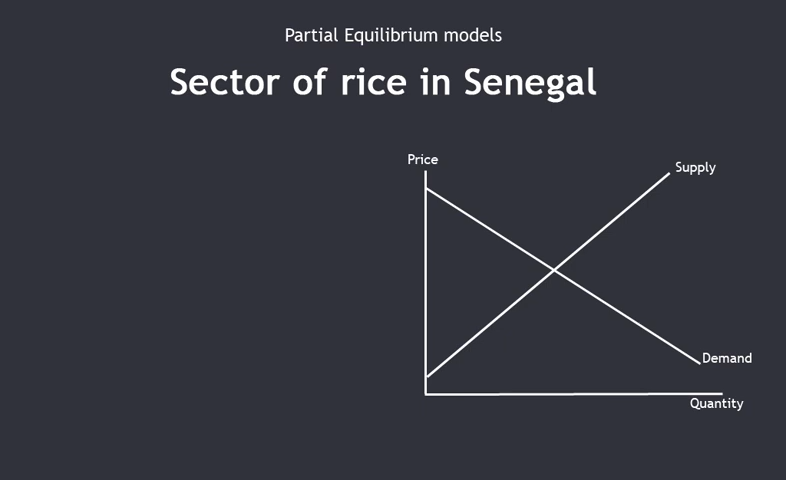 Partial Equilibrium models
Sector of rice in Senegal
Price
Supply
Demand
Quantity